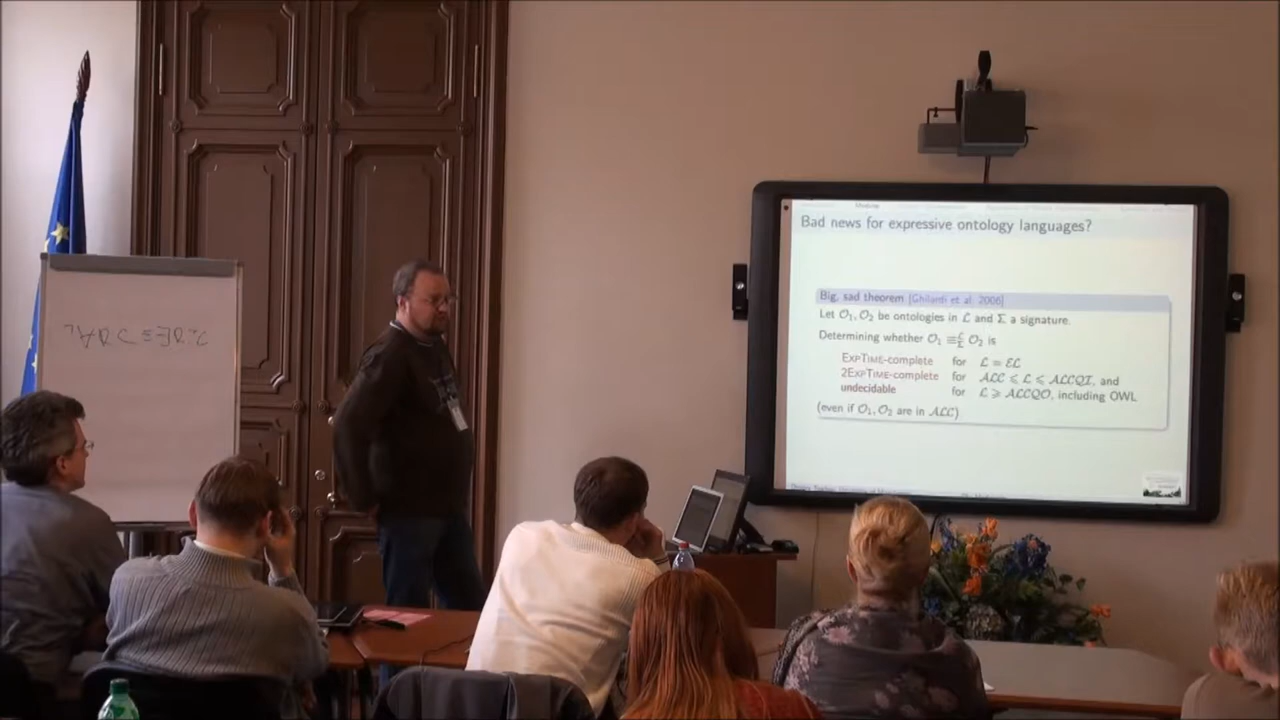 ¬∀R C ≡ ∃R.¬C
Module
Bad news for expressive ontology languages?
Big, sad theorem [Ghilardi et al. 2006]
Let O₁, O₂ be ontologies in L and Σ a signature.
Determining whether O₁ ≡ᴸ_Σ O₂ is
EXPTIME-complete for L = EL
2EXPTIME-complete for ALC ⩽ L ⩽ ALCQI, and
undecidable for L ⩾ ALCQO, including OWL
(even if O₁, O₂ are in ALC)